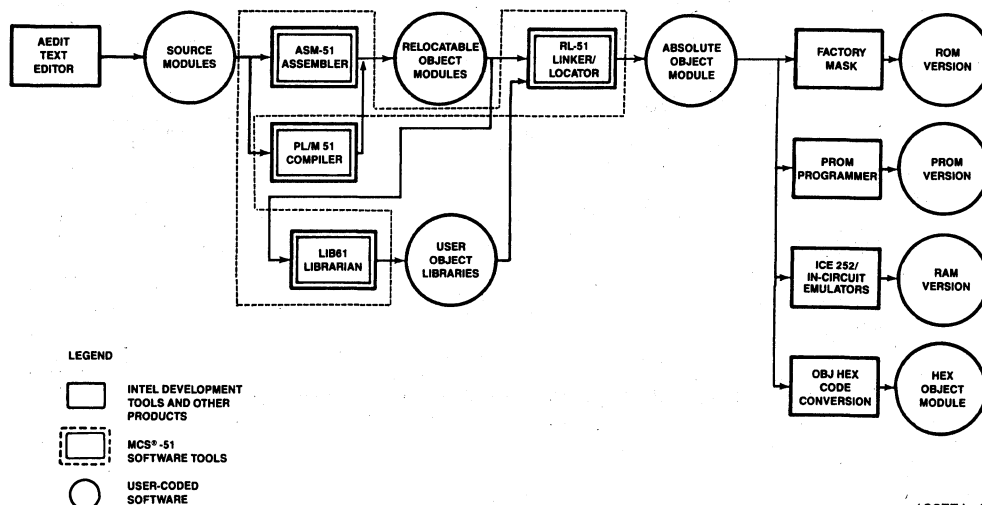 AEDIT
TEXT
EDITOR
SOURCE
MODULES
ASM-51
ASSEMBLER
RELOCATABLE
OBJECT
MODULES
RL-51
LINKER/
LOCATOR
ABSOLUTE
OBJECT
MODULE
FACTORY
MASK
ROM
VERSION
PL/M 51
COMPILER
PROM
PROGRAMMER
PROM
VERSION
LIB61
LIBRARIAN
USER
OBJECT
LIBRARIES
ICE 252/
IN-CIRCUIT
EMULATORS
RAM
VERSION
OBJ HEX
CODE
CONVERSION
HEX
OBJECT
MODULE
LEGEND
INTEL DEVELOPMENT
TOOLS AND OTHER
PRODUCTS
MCS® -51
SOFTWARE TOOLS
USER-CODED
SOFTWARE